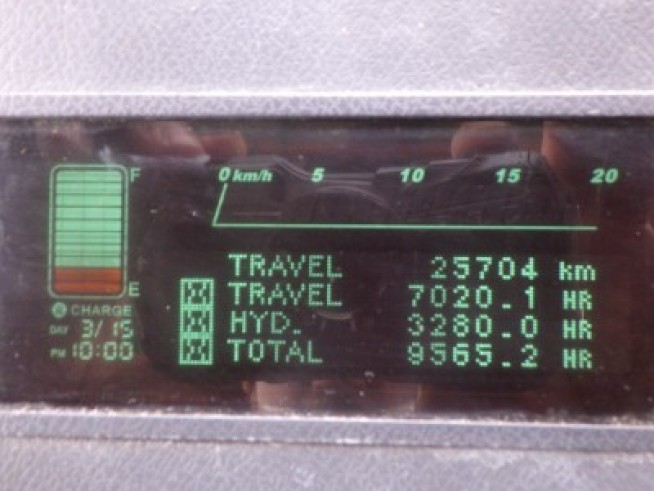 F
0 km/h 5 10 15 20
TRAVEL 25704 km
TRAVEL 7020.1 HR
E
HYD. 3280.0 HR
CHARGE
DAY 3/15
TOTAL 9565.2 HR
PM 10:00